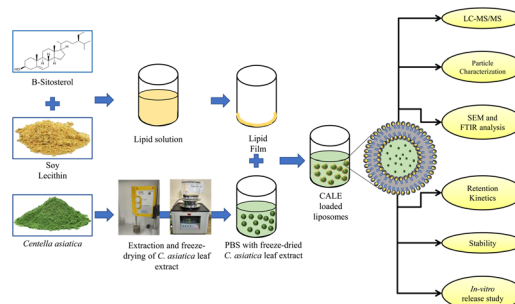 B-Sitosterol
Soy
Lecithin
Centella asiatica
Lipid solution
Lipid
Film
Extraction and freeze-
drying of C. asiatica leaf
extract
PBS with freeze-dried
C. asiatica leaf extract
CALE
loaded
liposomes
LC-MS/MS
Particle
Characterization
SEM and
FTIR analysis
Retention
Kinetics
Stability
In-vitro
release study